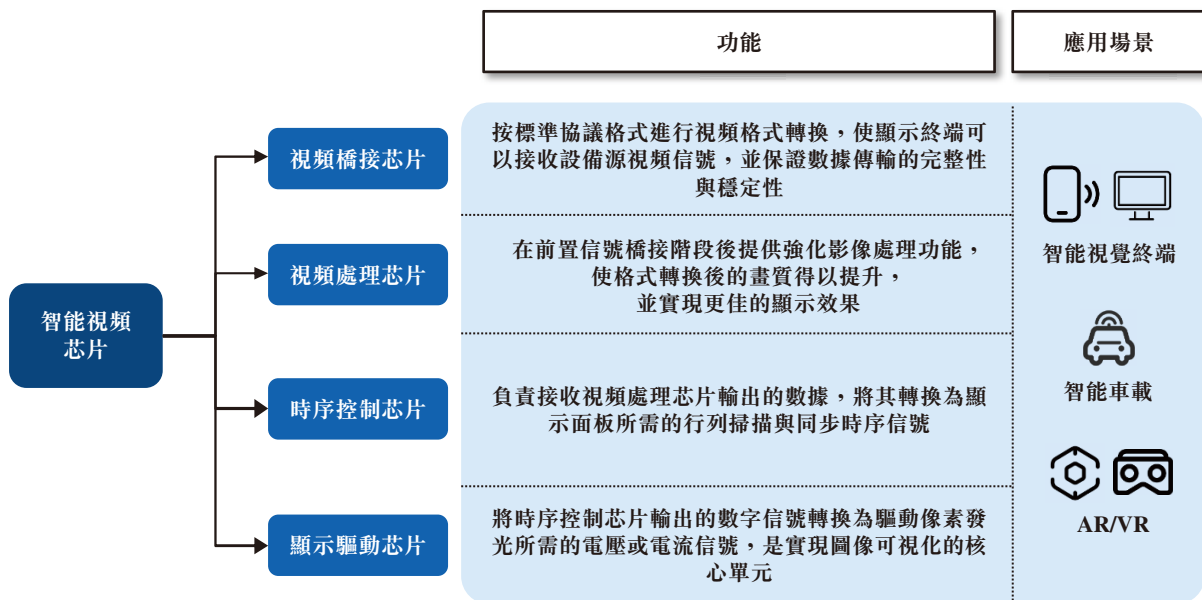 功能
應用場景
視頻橋接芯片
按標準協議格式進行視頻格式轉換，使顯示終端可
以接收設備源視頻信號，並保證數據傳輸的完整性
與穩定性
視頻處理芯片
在前置信號橋接階段後提供強化影像處理功能，
使格式轉換後的畫質得以提升，
並實現更佳的顯示效果
智能視頻
芯片
時序控制芯片
負責接收視頻處理芯片輸出的數據，將其轉換為顯
示面板所需的行列掃描與同步時序信號
顯示驅動芯片
將時序控制芯片輸出的數字信號轉換為驅動像素發
光所需的電壓或電流信號，是實現圖像可視化的核
心單元
智能視覺終端
智能車載
AR/VR